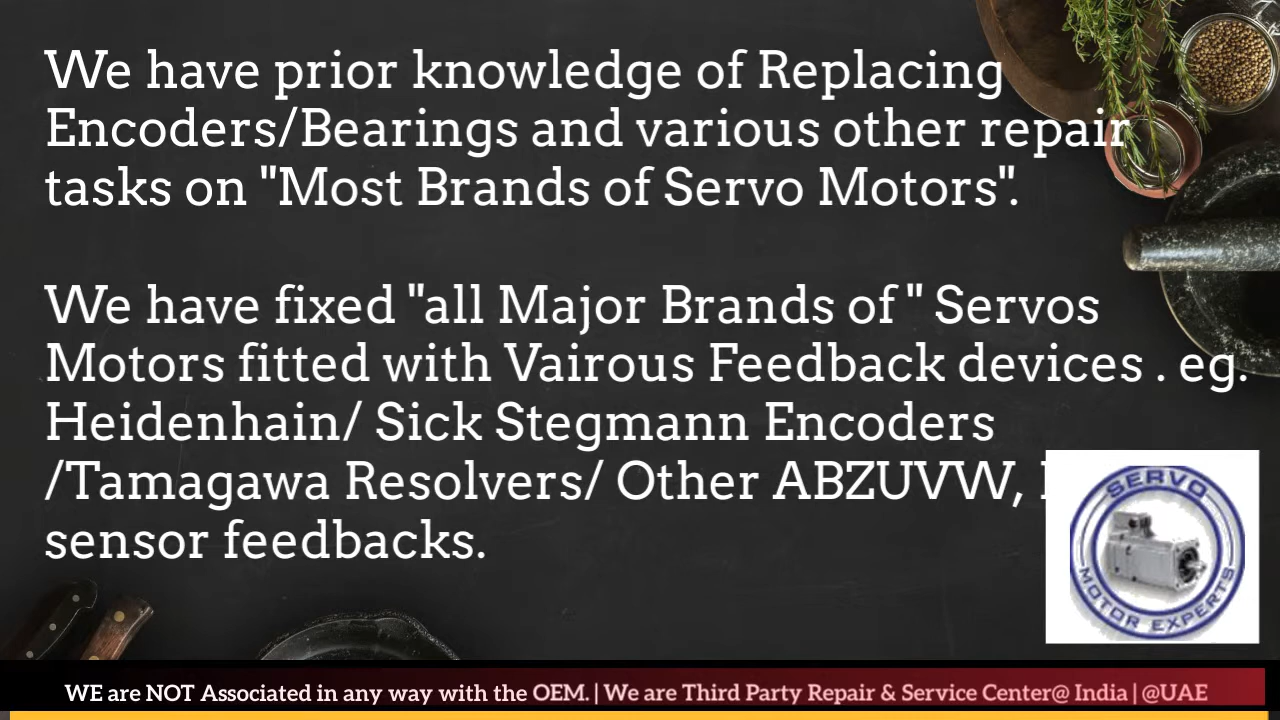 We have prior knowledge of Replacing
Encoders/Bearings and various other repair
tasks on "Most Brands of Servo Motors".
We have fixed "all Major Brands of " Servos
Motors fitted with Vairous Feedback devices . eg.
Heidenhain/ Sick Stegmann Encoders
/Tamagawa Resolvers/ Other ABZUVW,
sensor feedbacks.
SERVO
MOTOR EXPERTS
WE are NOT Associated in any way with the OEM. | We are Third Party Repair & Service Center@ India | @UAE